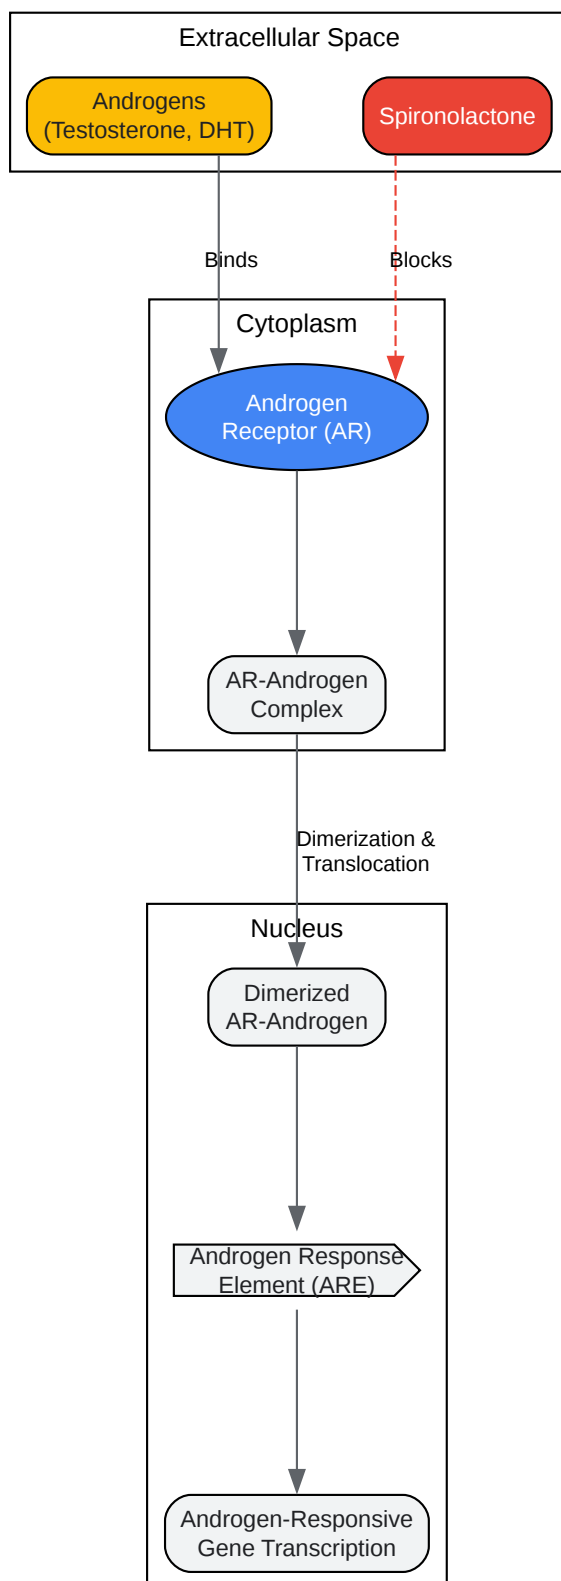 Extracellular Space
Androgens
(Testosterone, DHT)
Spironolactone
Binds
Blocks
Cytoplasm
Androgen
Receptor (AR)
AR-Androgen
Complex
Dimerization &
Translocation
Nucleus
Dimerized
AR-Androgen
Androgen Response
Element (ARE)
Androgen-Responsive
Gene Transcription